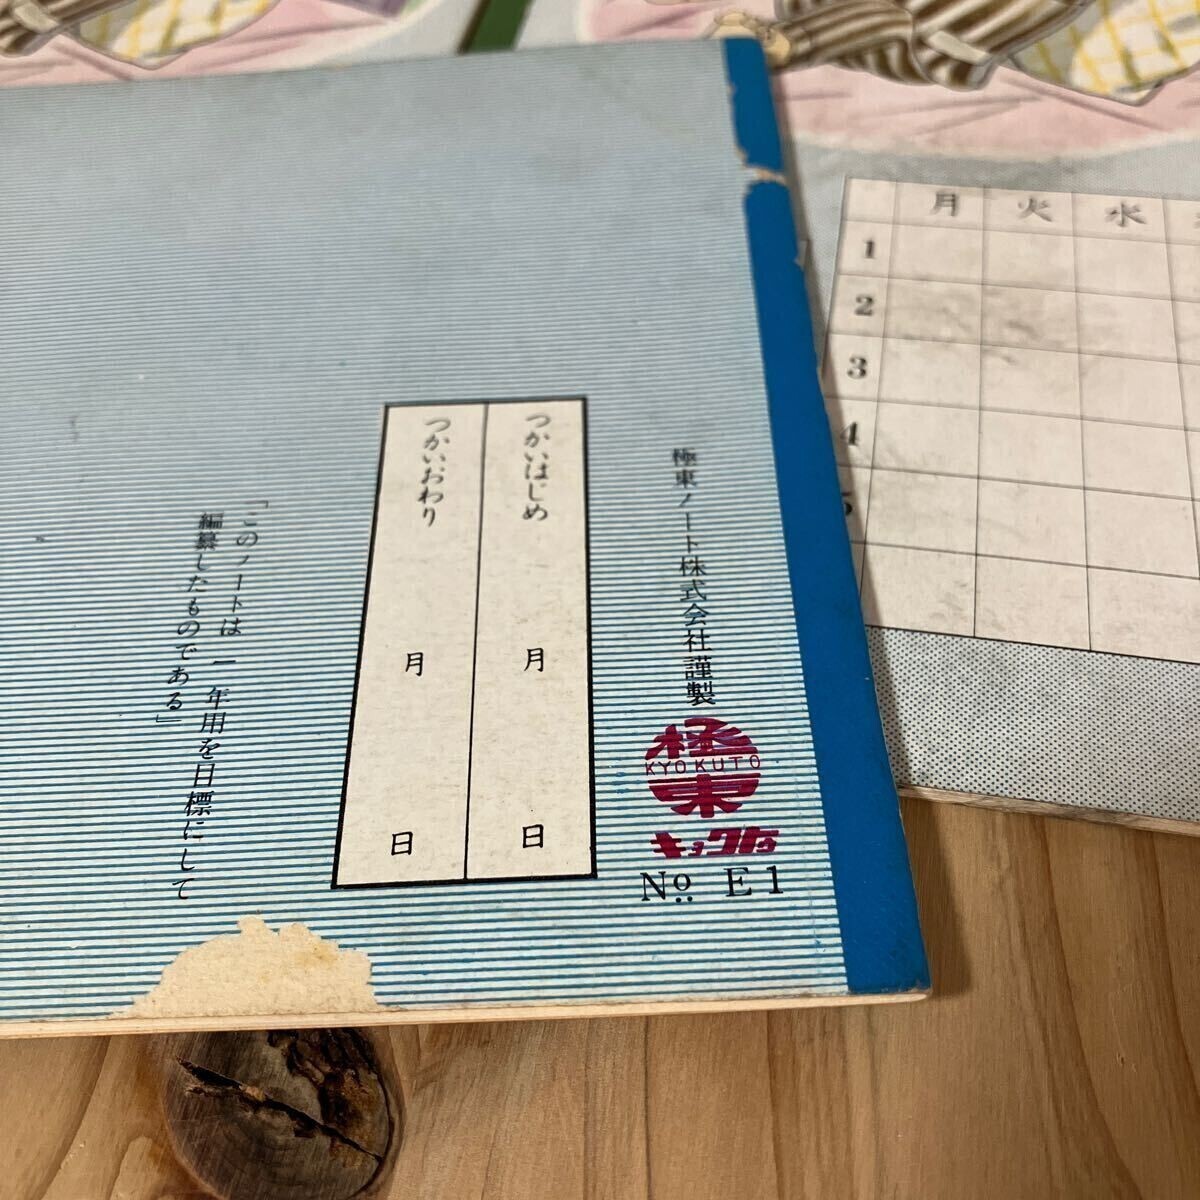 極東ノート株式会社謹製
極東
KYOKUTO
キョクトウ
No. E1
つかいはじめ 月 日
つかいおわり 月 日
「このノートは一年用を目標にして
編纂したものである」
月 火 水
1
2
3
4
5